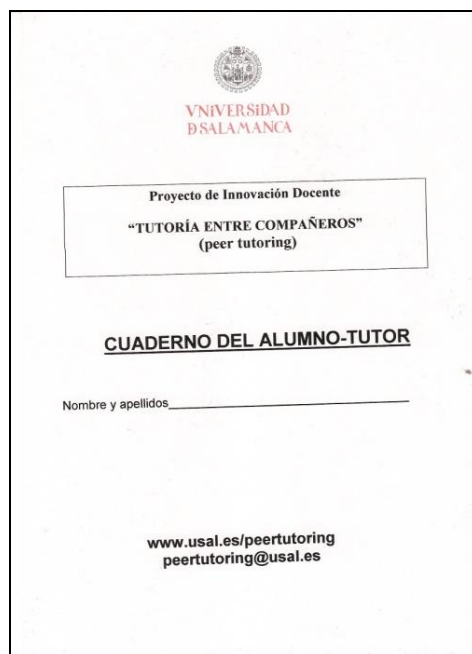 VNiVERSiDAD
D SALAMANCA
Proyecto de Innovación Docente
“TUTORÍA ENTRE COMPAÑEROS”
(peer tutoring)
CUADERNO DEL ALUMNO-TUTOR
Nombre y apellidos
www.usal.es/peertutoring
peertutoring@usal.es